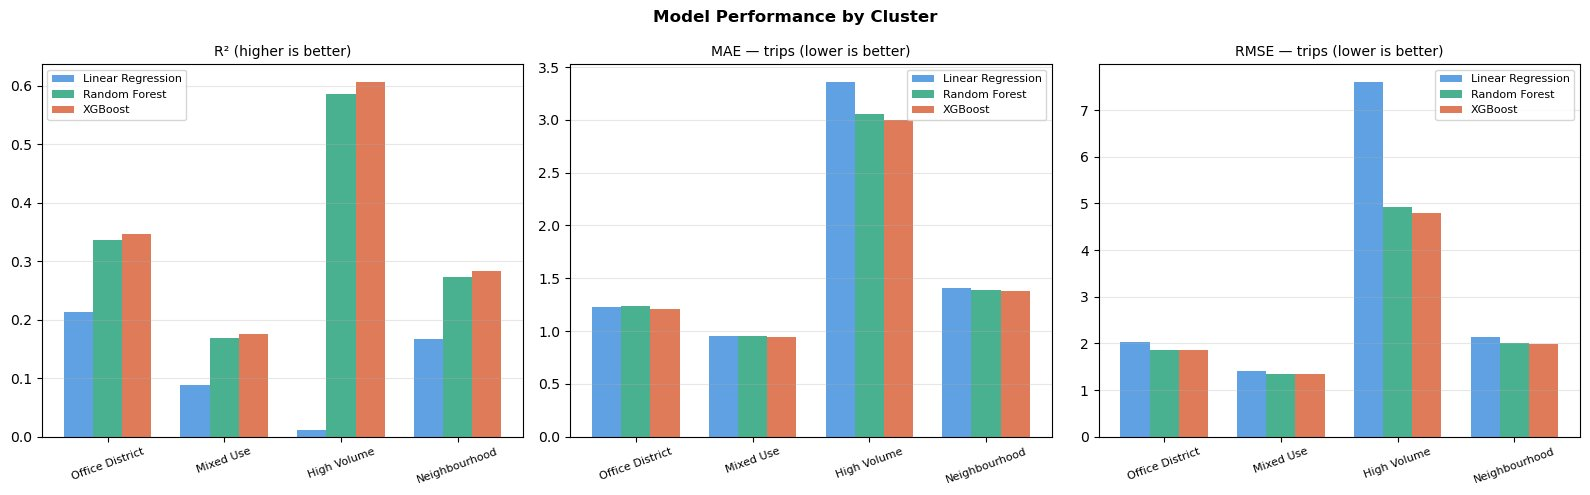 Model Performance by Cluster
R² (higher is better)
Linear Regression
Random Forest
XGBoost
0.6
0.5
0.4
0.3
0.2
0.1
0.0
Office District
Mixed Use
High Volume
Neighbourhood
MAE — trips (lower is better)
Linear Regression
Random Forest
XGBoost
3.5
3.0
2.5
2.0
1.5
1.0
0.5
0.0
Office District
Mixed Use
High Volume
Neighbourhood
RMSE — trips (lower is better)
Linear Regression
Random Forest
XGBoost
7
6
5
4
3
2
1
0
Office District
Mixed Use
High Volume
Neighbourhood